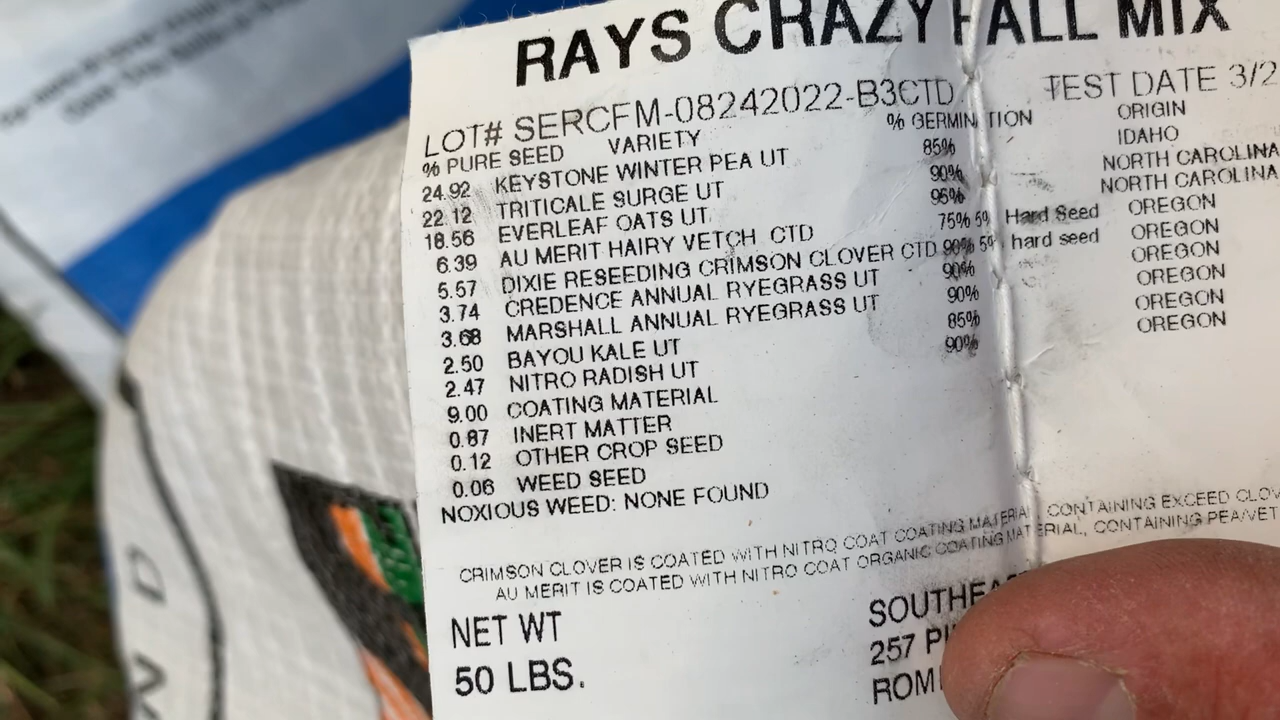 RAYS CRAZY FALL MIX
LOT# SERCFM-08242022-B3CTD TEST DATE 3/2
% PURE SEED VARIETY % GERMIN TION ORIGIN
24.92 KEYSTONE WINTER PEA UT 85% IDAHO
22.12 TRITICALE SURGE UT 90% NORTH CAROLINA
18.56 EVERLEAF OATS UT 95% NORTH CAROLINA
6.39 AU MERIT HAIRY VETCH CTD 75% 5% Hard Seed OREGON
5.57 DIXIE RESEEDING CRIMSON CLOVER CTD 90% 5% hard seed OREGON
3.74 CREDENCE ANNUAL RYEGRASS UT 90% OREGON
3.68 MARSHALL ANNUAL RYEGRASS UT 90% OREGON
2.50 BAYOU KALE UT 85% OREGON
2.47 NITRO RADISH UT 90% OREGON
9.00 COATING MATERIAL
0.87 INERT MATTER
0.12 OTHER CROP SEED
0.06 WEED SEED
NOXIOUS WEED: NONE FOUND
CRIMSON CLOVER IS COATED WITH NITRO COAT COATING MATERIAL, CONTAINING EXCEED CLOV
AU MERIT IS COATED WITH NITRO COAT ORGANIC COATING MATERIAL, CONTAINING PEA/VET
NET WT
50 LBS.
SOUTHEA
257 PI
ROM
N D